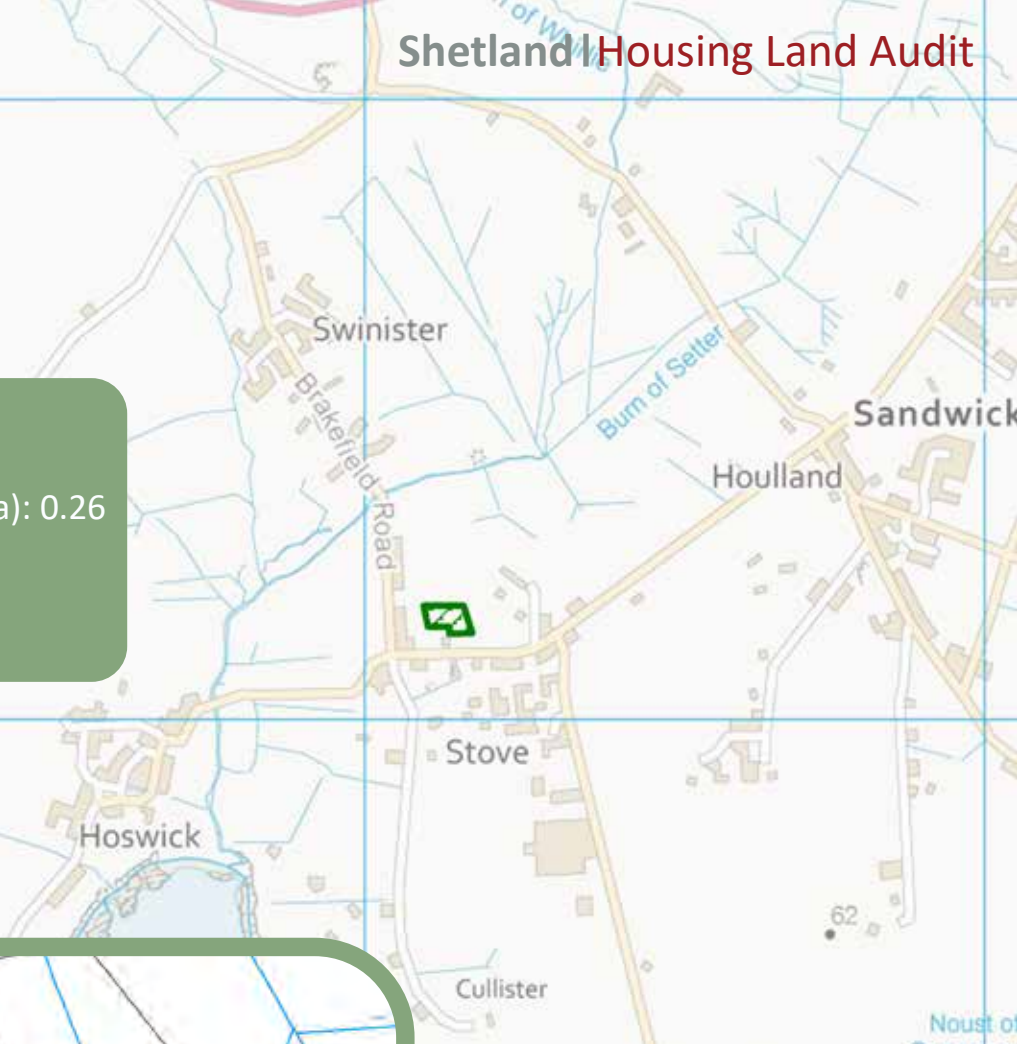 Shetland|Housing Land Audit
Swinister
Brakefield Road
Burn of Setter
Sandwick
Houlland
a): 0.26
Stove
Hoswick
62
Cullister
Noust of